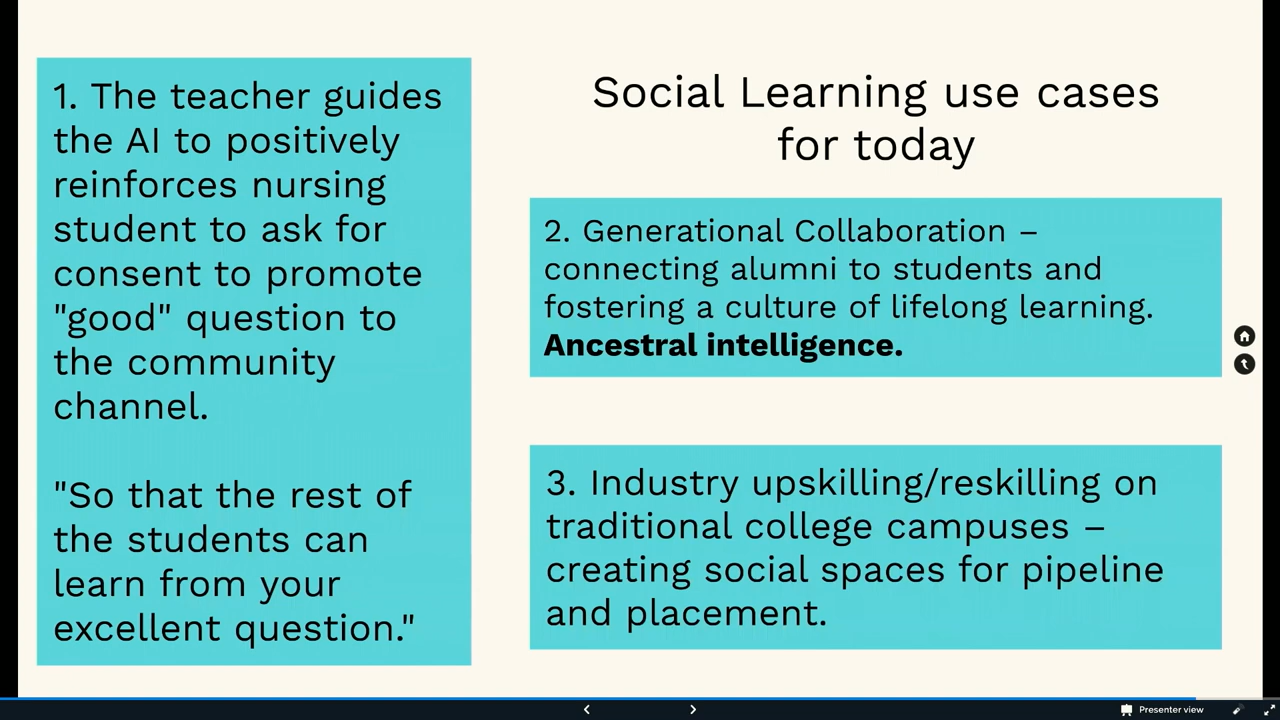 1. The teacher guides
the AI to positively
reinforces nursing
student to ask for
consent to promote
"good" question to
the community
channel.
"So that the rest of
the students can
learn from your
excellent question."
Social Learning use cases
for today
2. Generational Collaboration –
connecting alumni to students and
fostering a culture of lifelong learning.
Ancestral intelligence.
3. Industry upskilling/reskilling on
traditional college campuses –
creating social spaces for pipeline
and placement.
Presenter view